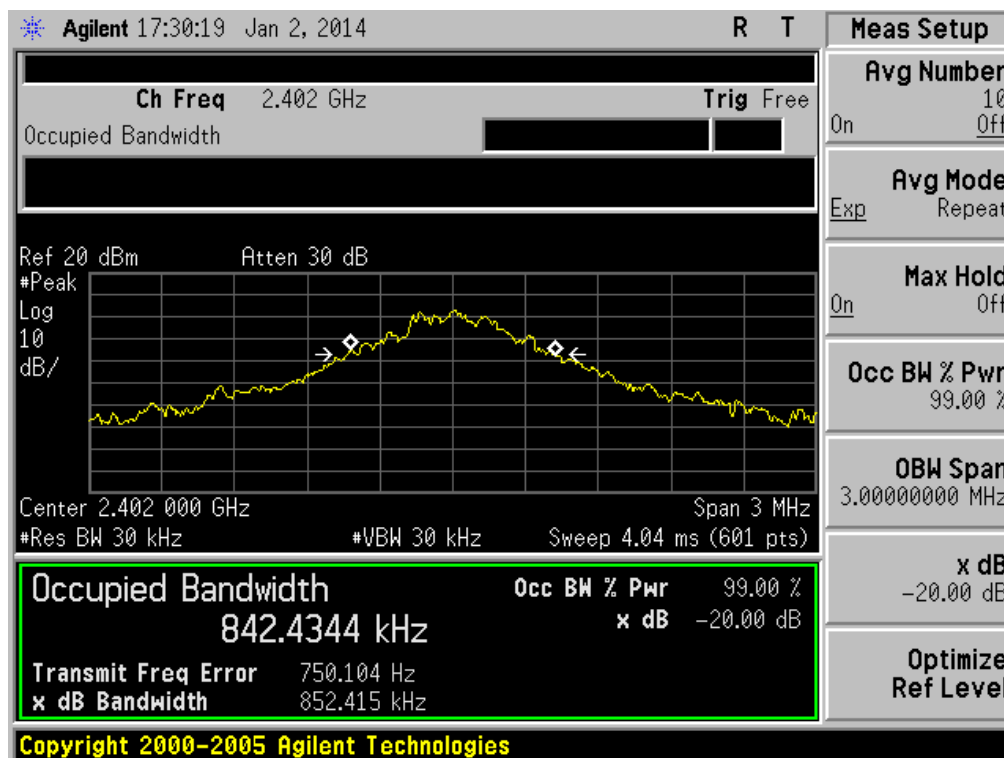 Agilent 17:30:19 Jan 2, 2014 R T
Ch Freq 2.402 GHz Trig Free
Occupied Bandwidth
Ref 20 dBm Atten 30 dB
#Peak
Log
10
dB/
Center 2.402 000 GHz Span 3 MHz
#Res BW 30 kHz #VBW 30 kHz Sweep 4.04 ms (601 pts)
Occupied Bandwidth
842.4344 kHz
Occ BW % Pwr 99.00 %
x dB -20.00 dB
Transmit Freq Error 750.104 Hz
x dB Bandwidth 852.415 kHz
Copyright 2000-2005 Agilent Technologies
Meas Setup
Avg Number
10
On Off
Avg Mode
Exp Repeat
Max Hold
On Off
Occ BW % Pwr
99.00 %
OBW Span
3.00000000 MHz
x dB
-20.00 dB
Optimize
Ref Level